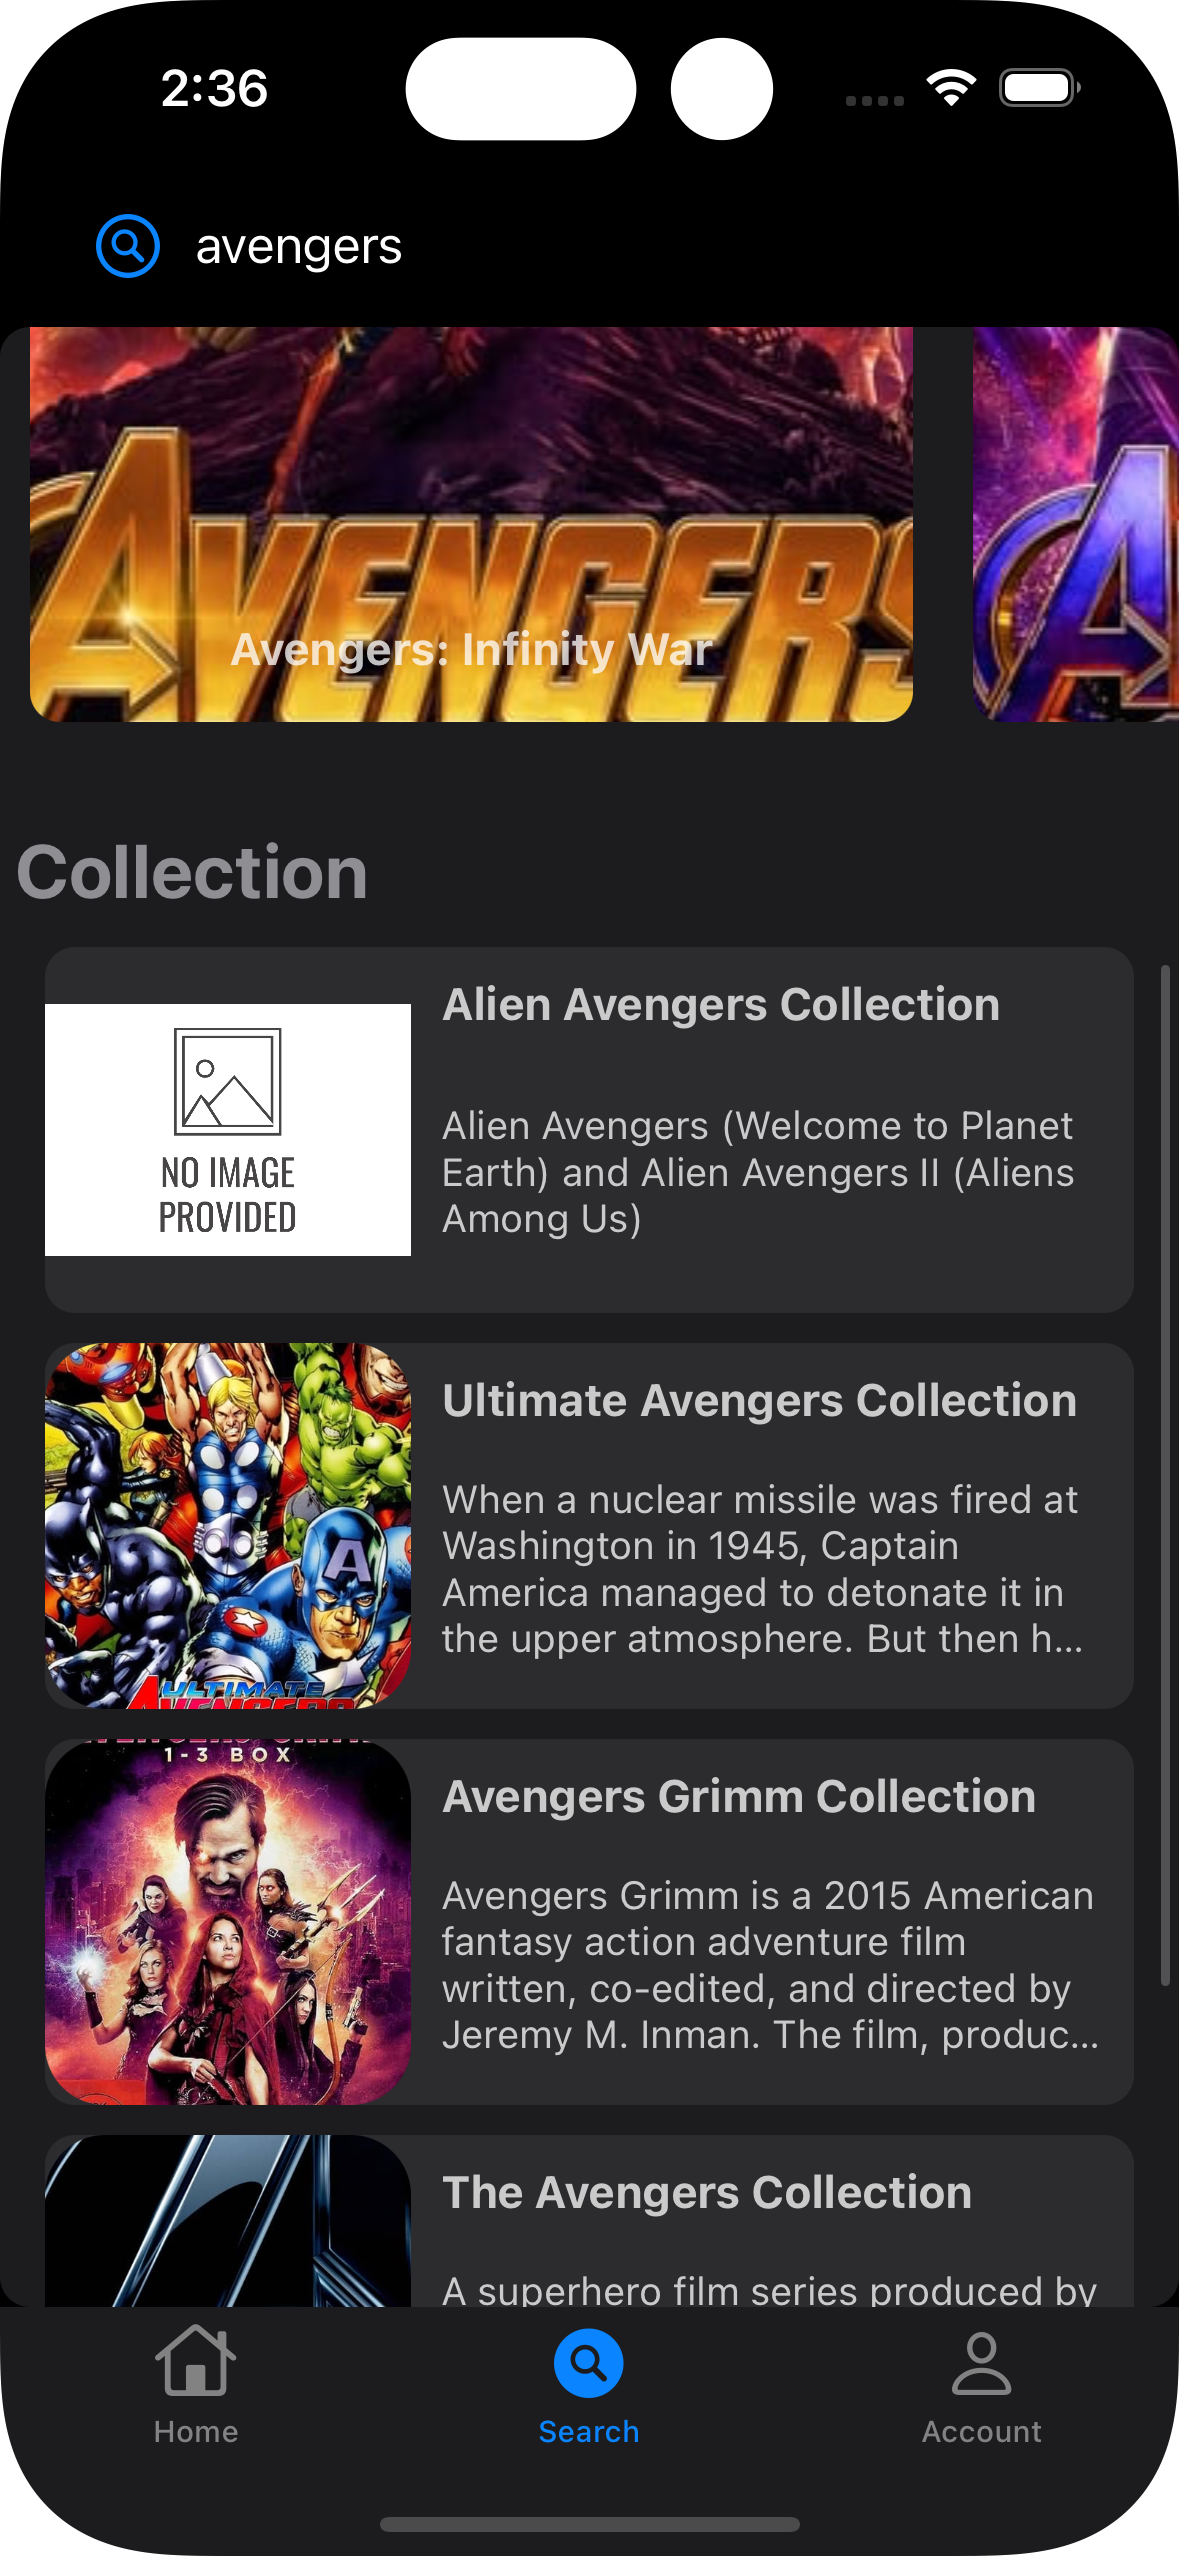 2:36
avengers
AVENGERS
Avengers: Infinity War
A
Collection
NO IMAGE
PROVIDED
Alien Avengers Collection
Alien Avengers (Welcome to Planet
Earth) and Alien Avengers II (Aliens
Among Us)
A
ULTIMATE
AVENGERS
Ultimate Avengers Collection
When a nuclear missile was fired at
Washington in 1945, Captain
America managed to detonate it in
the upper atmosphere. But then h...
1-3 BOX
Avengers Grimm Collection
Avengers Grimm is a 2015 American
fantasy action adventure film
written, co-edited, and directed by
Jeremy M. Inman. The film, produc...
The Avengers Collection
A superhero film series produced by
Home
Search
Account